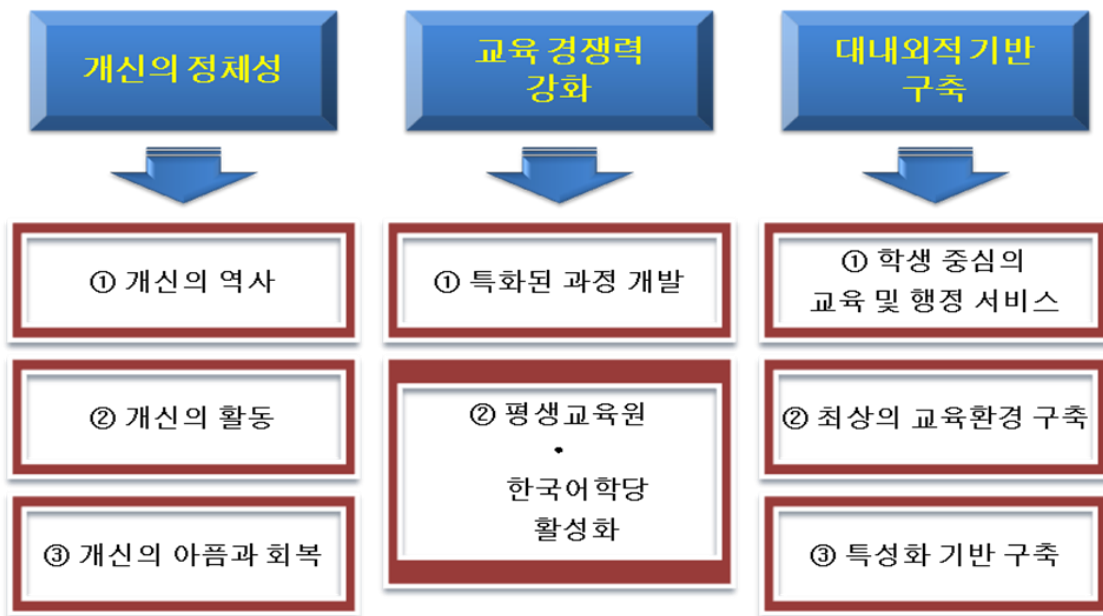 개신의 정체성
① 개신의 역사
② 개신의 활동
③ 개신의 아픔과 회복
교육 경쟁력
강화
① 특화된 과정 개발
② 평생교육원
•
한국어학당
활성화
대내외적 기반
구축
① 학생 중심의
교육 및 행정 서비스
② 최상의 교육환경 구축
③ 특성화 기반 구축